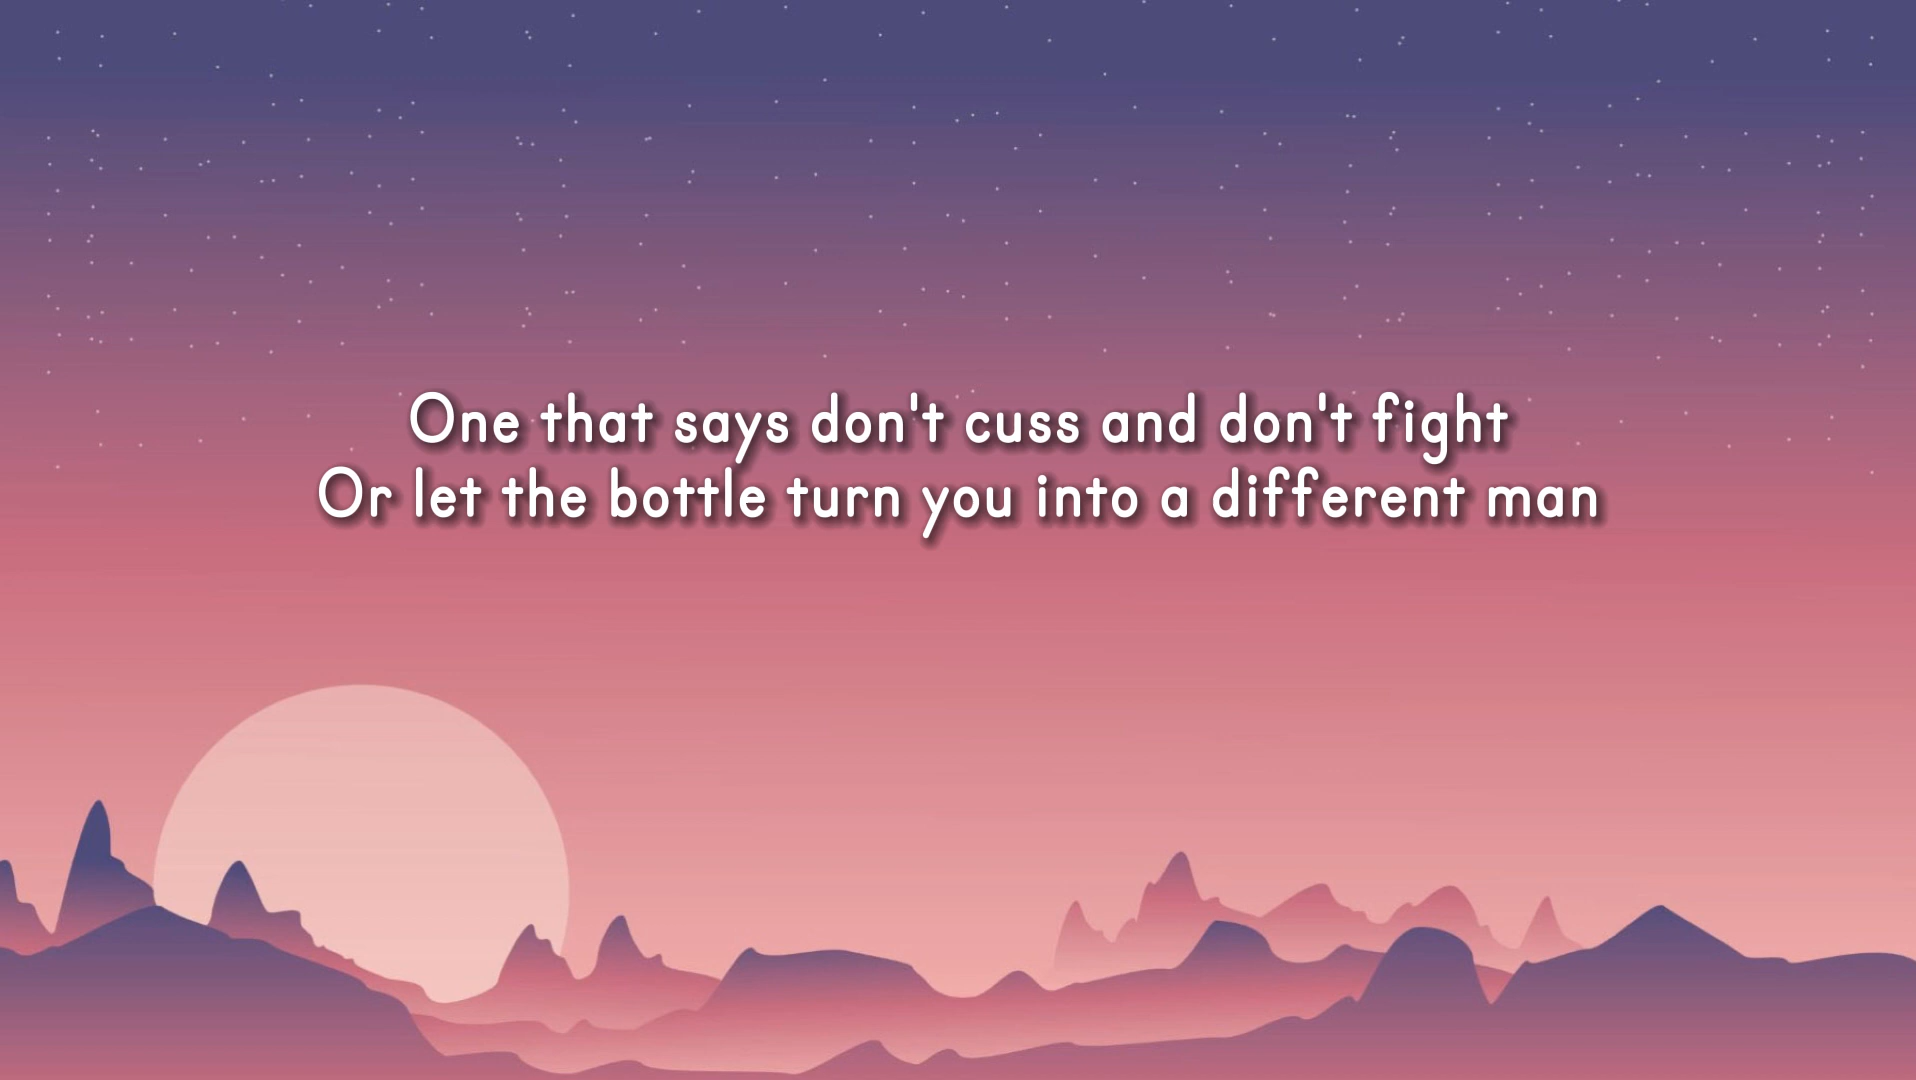 One that says don't cuss and don't fight
Or let the bottle turn you into a different man